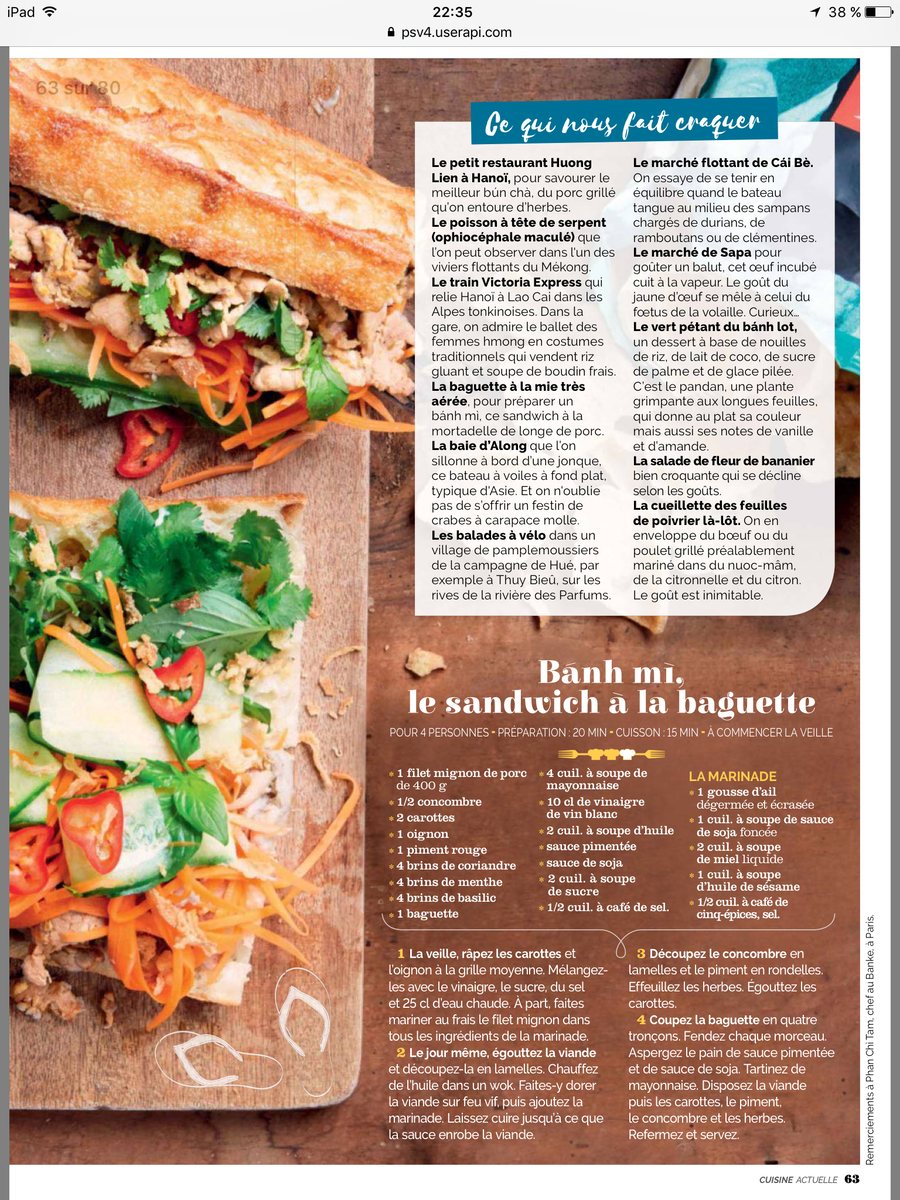 iPad
22:35
38 %
psv4.userapi.com
63 sur 80
Ce qui nous fait craquer
Le petit restaurant Huong
Lien à Hanoï, pour savourer le
meilleur bún chà, du porc grillé
qu'on entoure d'herbes.
Le poisson à tête de serpent
(ophiocéphale maculé) que
l'on peut observer dans l'un des
viviers flottants du Mékong.
Le train Victoria Express qui
relie Hanoï à Lao Cai dans les
Alpes tonkinoises. Dans la
gare, on admire le ballet des
femmes hmong en costumes
traditionnels qui vendent riz
gluant et soupe de boudin frais.
La baguette à la mie très
aérée, pour préparer un
bánh mì, ce sandwich à la
mortadelle de longe de porc.
La baie d'Along que l'on
sillonne à bord d'une jonque,
ce bateau à voiles à fond plat,
typique d'Asie. Et on n'oublie
pas de s'offrir un festin de
crabes à carapace molle.
Les balades à vélo dans un
village de pamplemoussiers
de la campagne de Hué, par
exemple à Thuy Bieû, sur les
rives de la rivière des Parfums.
Le marché flottant de Cái Bè.
On essaye de se tenir en
équilibre quand le bateau
tangue au milieu des sampans
chargés de durians, de
ramboutans ou de clémentines.
Le marché de Sapa pour
goûter un balut, cet œuf incubé
cuit à la vapeur. Le goût du
jaune d'œuf se mêle à celui du
fœtus de la volaille. Curieux...
Le vert pétant du bánh lot,
un dessert à base de nouilles
de riz, de lait de coco, de sucre
de palme et de glace pilée.
C'est le pandan, une plante
grimpante aux longues feuilles,
qui donne au plat sa couleur
mais aussi ses notes de vanille
et d'amande.
La salade de fleur de bananier
bien croquante qui se décline
selon les goûts.
La cueillette des feuilles
de poivrier là-lôt. On en
enveloppe du bœuf ou du
poulet grillé préalablement
mariné dans du nuoc-mâm,
de la citronnelle et du citron.
Le goût est inimitable.
Bánh mì,
le sandwich à la baguette
POUR 4 PERSONNES - PRÉPARATION : 20 MIN - CUISSON : 15 MIN - À COMMENCER LA VEILLE
* 1 filet mignon de porc
de 400 g
* 1/2 concombre
* 2 carottes
* 1 oignon
* 1 piment rouge
* 4 brins de coriandre
* 4 brins de menthe
* 4 brins de basilic
* 1 baguette
* 4 cuil. à soupe de
mayonnaise
* 10 cl de vinaigre
de vin blanc
* 2 cuil. à soupe d'huile
* sauce pimentée
* sauce de soja
* 2 cuil. à soupe
de sucre
* 1/2 cuil. à café de sel.
LA MARINADE
* 1 gousse d'ail
dégermée et écrasée
* 1 cuil. à soupe de sauce
de soja foncée
* 2 cuil. à soupe
de miel liquide
* 1 cuil. à soupe
d'huile de sésame
* 1/2 cuil. à café de
cinq-épices, sel.
1 La veille, râpez les carottes et
l'oignon à la grille moyenne. Mélangez-
les avec le vinaigre, le sucre, du sel
et 25 cl d'eau chaude. À part, faites
mariner au frais le filet mignon dans
tous les ingrédients de la marinade.
2 Le jour même, égouttez la viande
et découpez-la en lamelles. Chauffez
de l'huile dans un wok. Faites-y dorer
la viande sur feu vif, puis ajoutez la
marinade. Laissez cuire jusqu'à ce que
la sauce enrobe la viande.
3 Découpez le concombre en
lamelles et le piment en rondelles.
Effeuillez les herbes. Égouttez les
carottes.
4 Coupez la baguette en quatre
tronçons. Fendez chaque morceau.
Aspergez le pain de sauce pimentée
et de sauce de soja. Tartinez de
mayonnaise. Disposez la viande
puis les carottes, le piment,
le concombre et les herbes.
Refermez et servez.
Remerciements à Phan Chi Tam, chef au Banke, à Paris.
CUISINE ACTUELLE 63